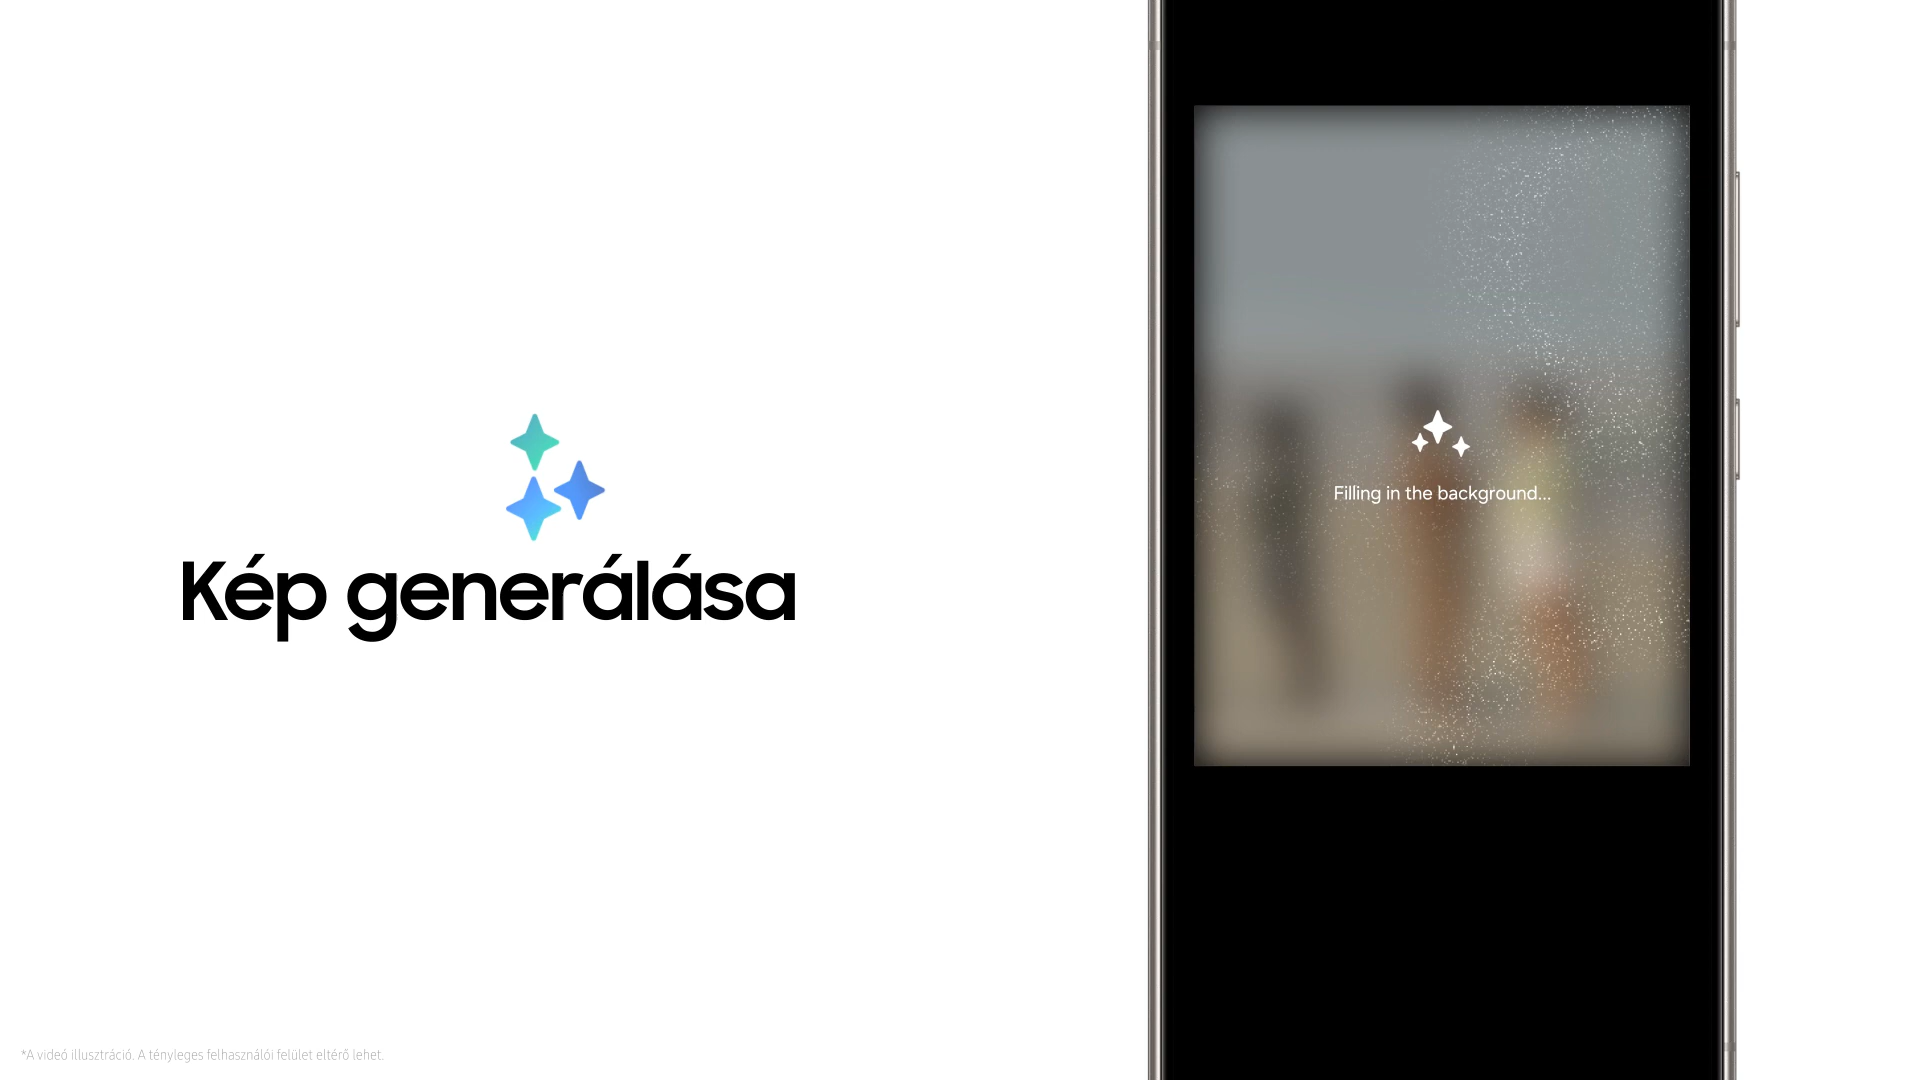 Kép generálása
Filling in the background...
*A videó illusztráció. A tényleges felhasználói felület eltérő lehet.